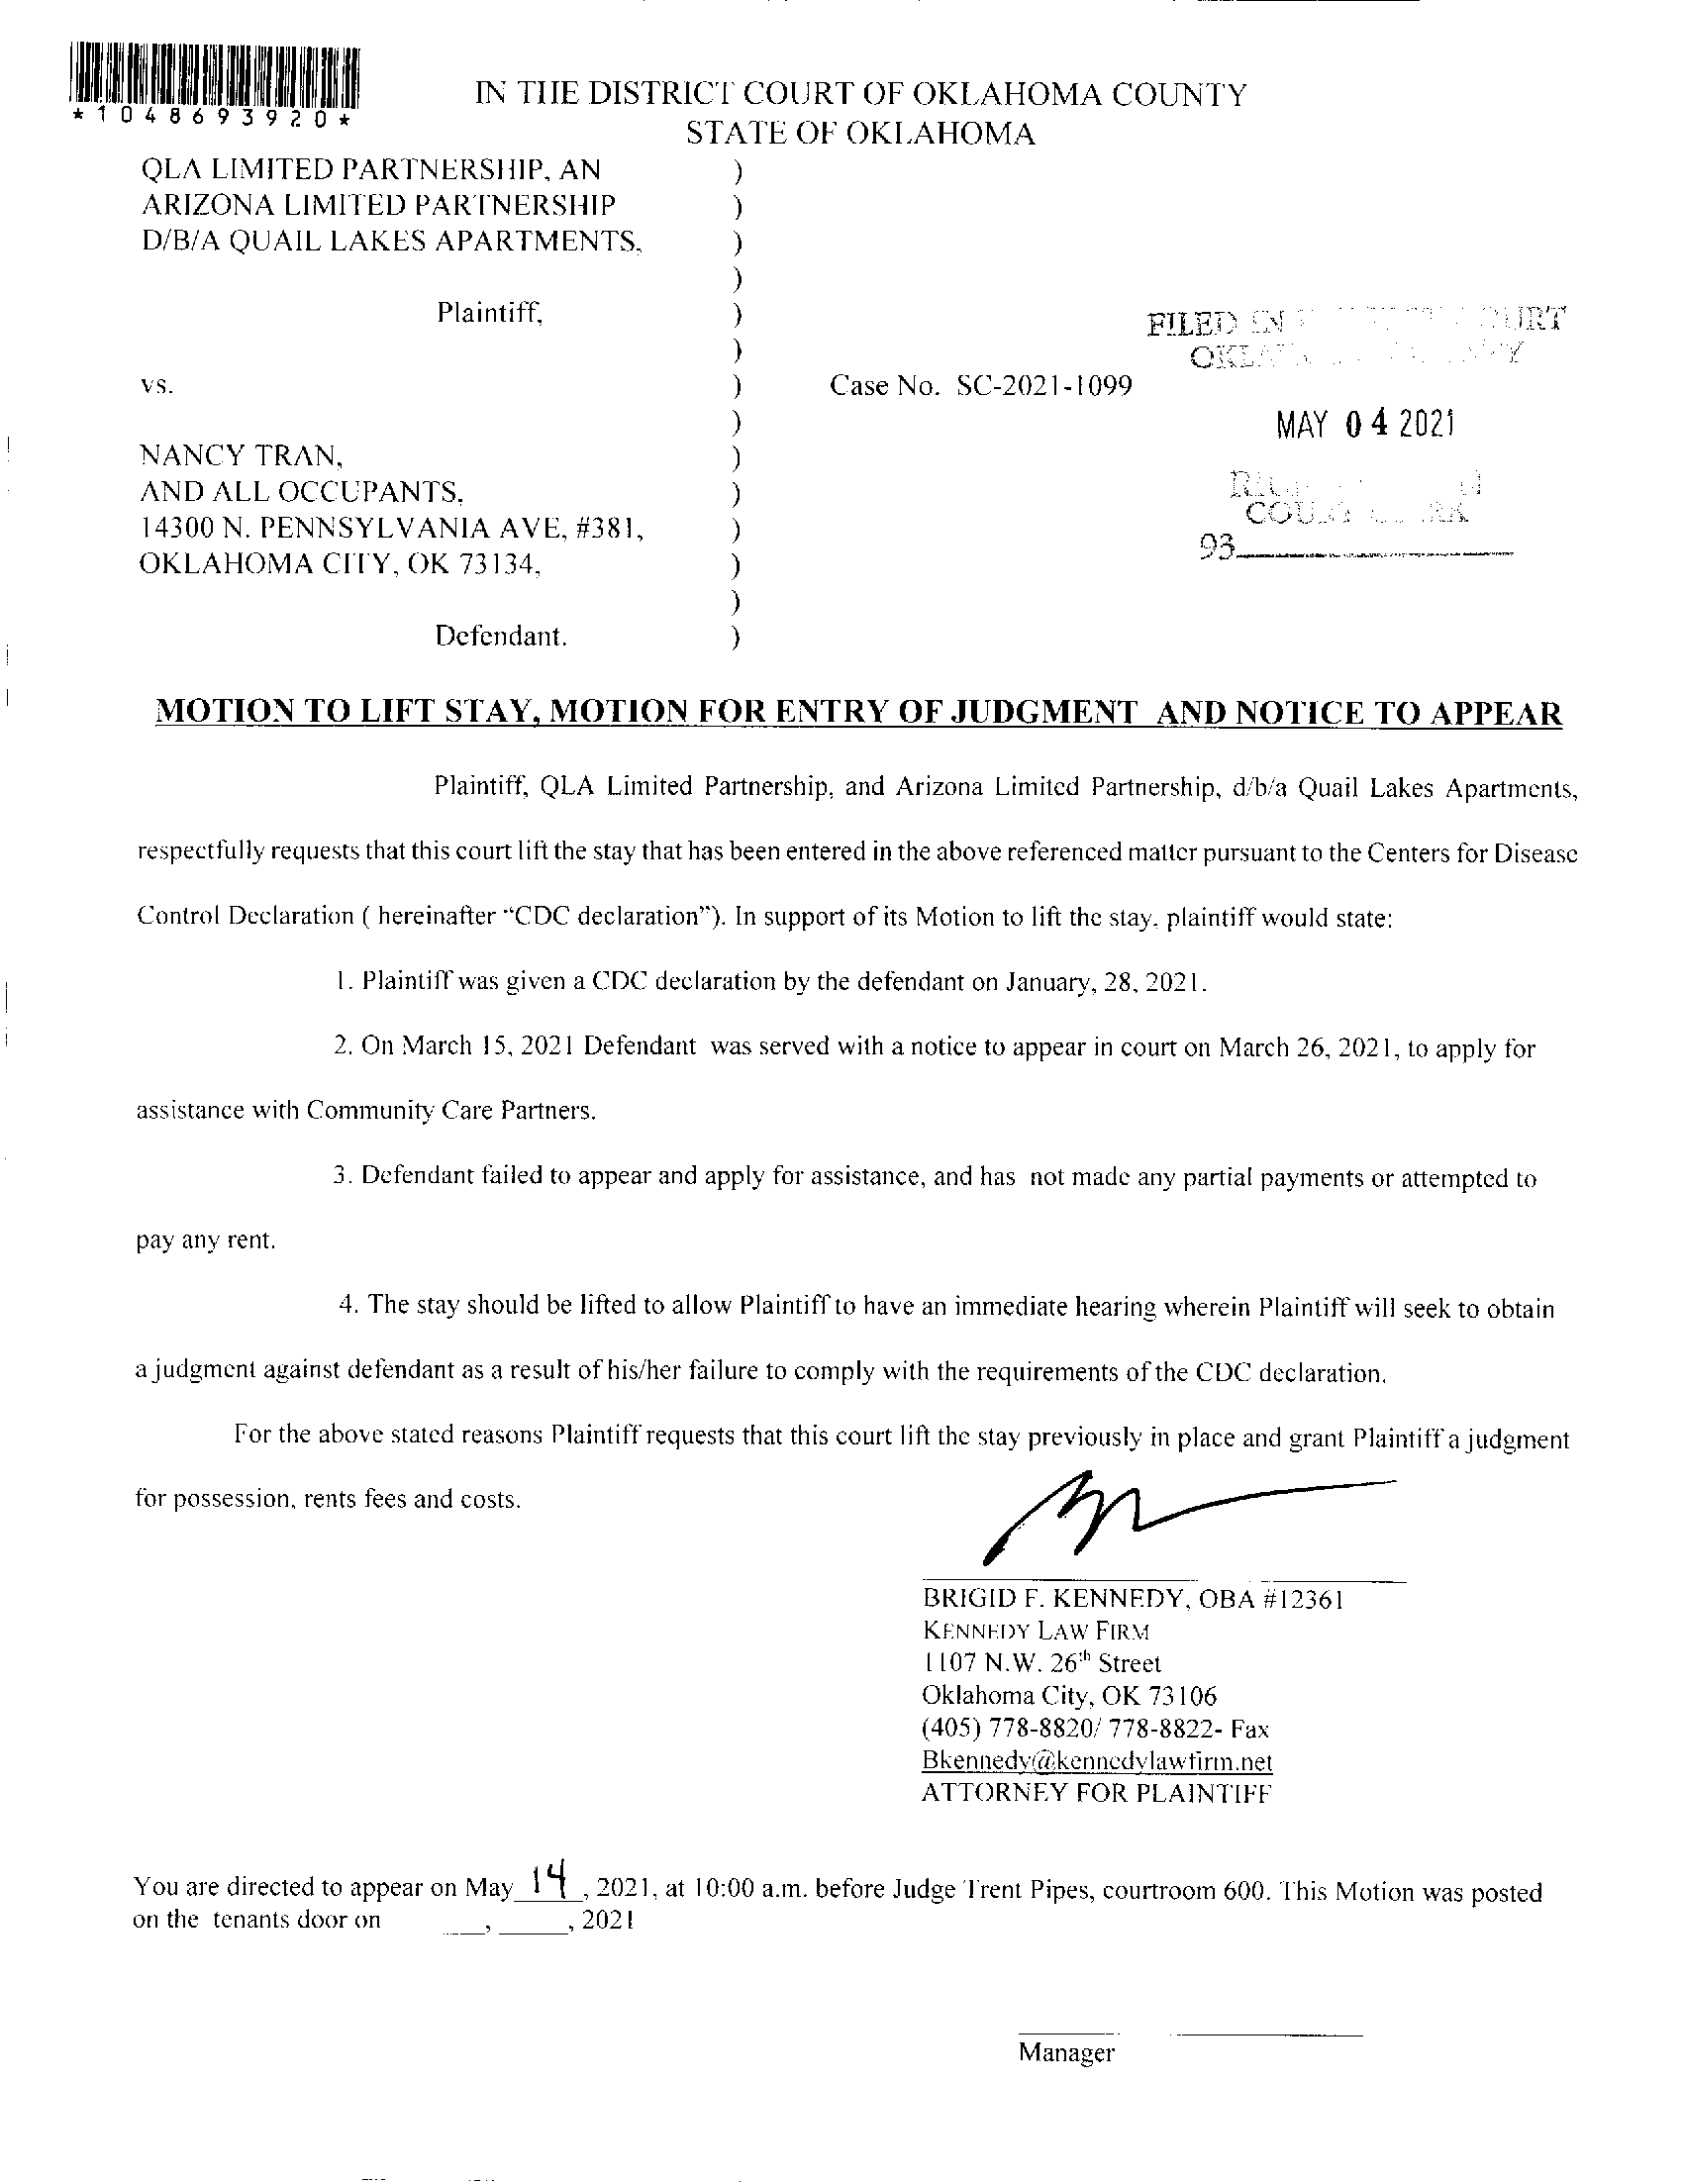 *1048693920*
IN THE DISTRICT COURT OF OKLAHOMA COUNTY
STATE OF OKLAHOMA
QLA LIMITED PARTNERSHIP, AN )
ARIZONA LIMITED PARTNERSHIP )
D/B/A QUAIL LAKES APARTMENTS, )
)
Plaintiff, )
)
FILED IN COURT
vs. ) Case No. SC-2021-1099
)
MAY 04 2021
NANCY TRAN, )
AND ALL OCCUPANTS, )
14300 N. PENNSYLVANIA AVE, #381, )
OKLAHOMA CITY, OK 73134, )
93
)
Defendant. )
MOTION TO LIFT STAY, MOTION FOR ENTRY OF JUDGMENT AND NOTICE TO APPEAR
Plaintiff, QLA Limited Partnership, and Arizona Limited Partnership, d/b/a Quail Lakes Apartments,
respectfully requests that this court lift the stay that has been entered in the above referenced matter pursuant to the Centers for Disease
Control Declaration ( hereinafter "CDC declaration"). In support of its Motion to lift the stay, plaintiff would state:
1. Plaintiff was given a CDC declaration by the defendant on January, 28, 2021.
2. On March 15, 2021 Defendant was served with a notice to appear in court on March 26, 2021, to apply for
assistance with Community Care Partners.
3. Defendant failed to appear and apply for assistance, and has not made any partial payments or attempted to
pay any rent.
4. The stay should be lifted to allow Plaintiff to have an immediate hearing wherein Plaintiff will seek to obtain
a judgment against defendant as a result of his/her failure to comply with the requirements of the CDC declaration.
For the above stated reasons Plaintiff requests that this court lift the stay previously in place and grant Plaintiff a judgment
for possession, rents fees and costs.
BRIGID F. KENNEDY, OBA #12361
KENNEDY LAW FIRM
1107 N.W. 26th Street
Oklahoma City, OK 73106
(405) 778-8820/ 778-8822- Fax
Bkennedy@kennedylawfirm.net
ATTORNEY FOR PLAINTIFF
You are directed to appear on May 14, 2021, at 10:00 a.m. before Judge Trent Pipes, courtroom 600. This Motion was posted
on the tenants door on ___, _____, 2021
Manager